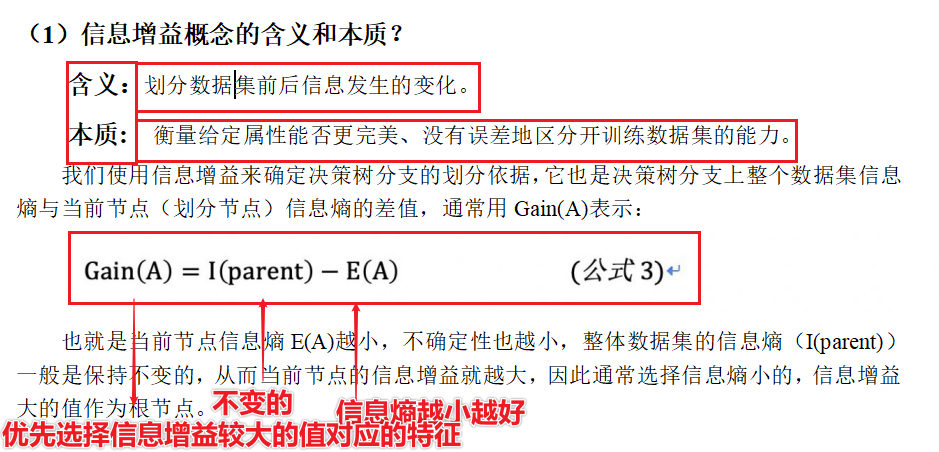 （1）信息增益概念的含义和本质？
含义：划分数据集前后信息发生的变化。
本质：衡量给定属性能否更完美、没有误差地区分开训练数据集的能力。
我们使用信息增益来确定决策树分支的划分依据，它也是决策树分支上整个数据集信息
熵与当前节点（划分节点）信息熵的差值，通常用 Gain(A)表示：
Gain(A) = I(parent) − E(A) (公式 3)
也就是当前节点信息熵 E(A)越小，不确定性也越小，整体数据集的信息熵（I(parent)）
一般是保持不变的，从而当前节点的信息增益就越大，因此通常选择信息熵小的，信息增益
大的值作为根节点。
不变的
信息熵越小越好
优先选择信息增益较大的值对应的特征